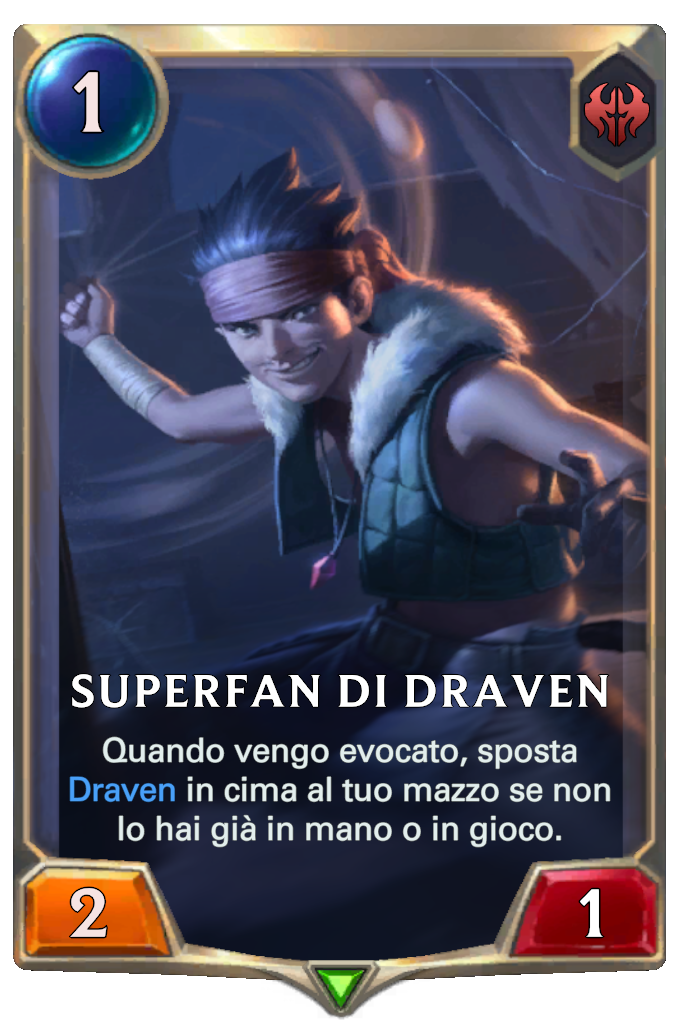 1
SUPERFAN DI DRAVEN
Quando vengo evocato, sposta
Draven in cima al tuo mazzo se non
lo hai già in mano o in gioco.
2
1